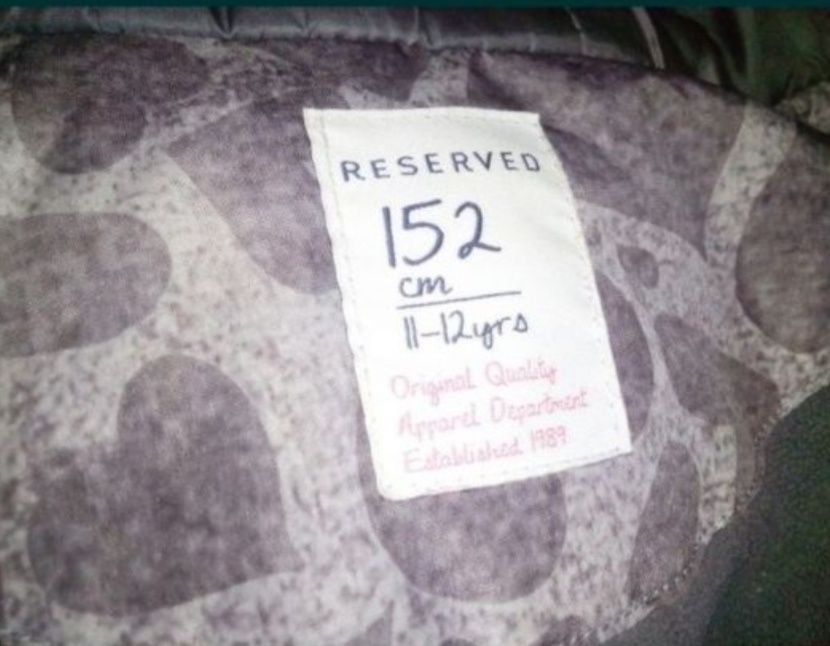 RESERVED
152
cm
11-12yrs
Original Quality
Apparel Department
Established 1989